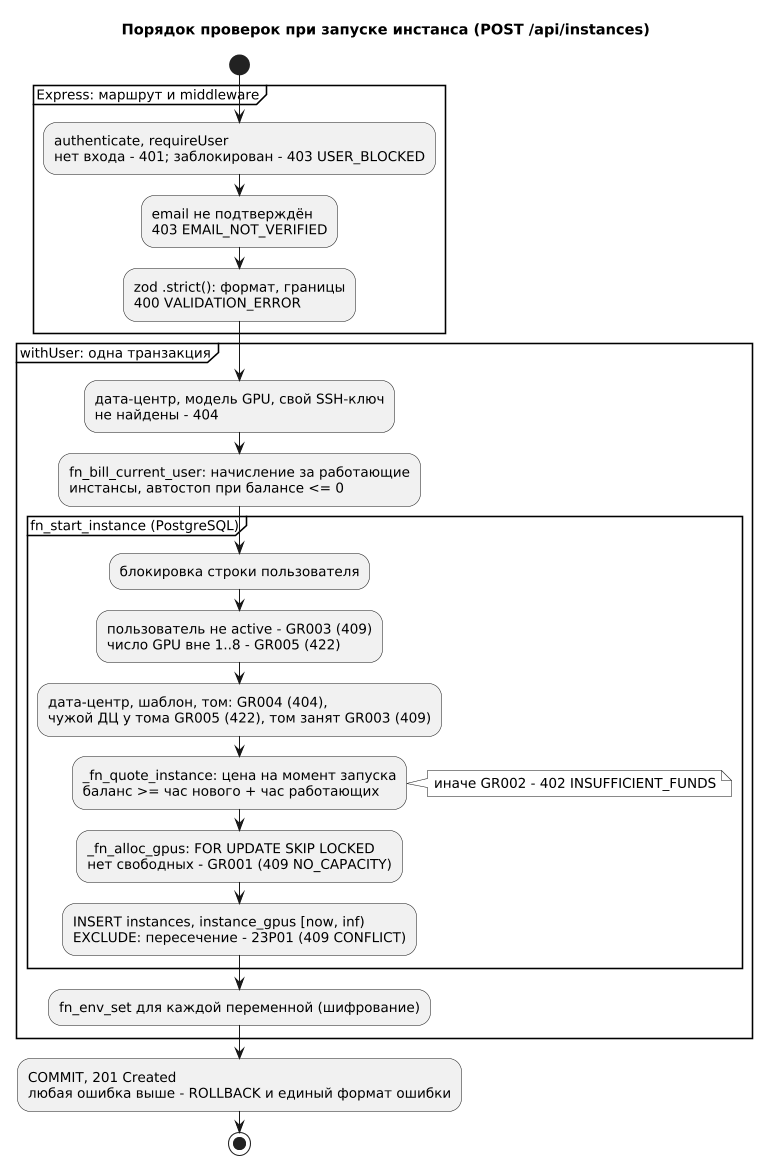 Порядок проверок при запуске инстанса (POST /api/instances)
Express: маршрут и middleware
authenticate, requireUser
нет входа - 401; заблокирован - 403 USER_BLOCKED
email не подтверждён
403 EMAIL_NOT_VERIFIED
zod .strict(): формат, границы
400 VALIDATION_ERROR
withUser: одна транзакция
дата-центр, модель GPU, свой SSH-ключ
не найдены - 404
fn_bill_current_user: начисление за работающие
инстансы, автостоп при балансе <= 0
fn_start_instance (PostgreSQL)
блокировка строки пользователя
пользователь не active - GR003 (409)
число GPU вне 1..8 - GR005 (422)
дата-центр, шаблон, том: GR004 (404),
чужой ДЦ у тома GR005 (422), том занят GR003 (409)
_fn_quote_instance: цена на момент запуска
баланс >= час нового + час работающих
иначе GR002 - 402 INSUFFICIENT_FUNDS
_fn_alloc_gpus: FOR UPDATE SKIP LOCKED
нет свободных - GR001 (409 NO_CAPACITY)
INSERT instances, instance_gpus [now, inf)
EXCLUDE: пересечение - 23P01 (409 CONFLICT)
fn_env_set для каждой переменной (шифрование)
COMMIT, 201 Created
любая ошибка выше - ROLLBACK и единый формат ошибки